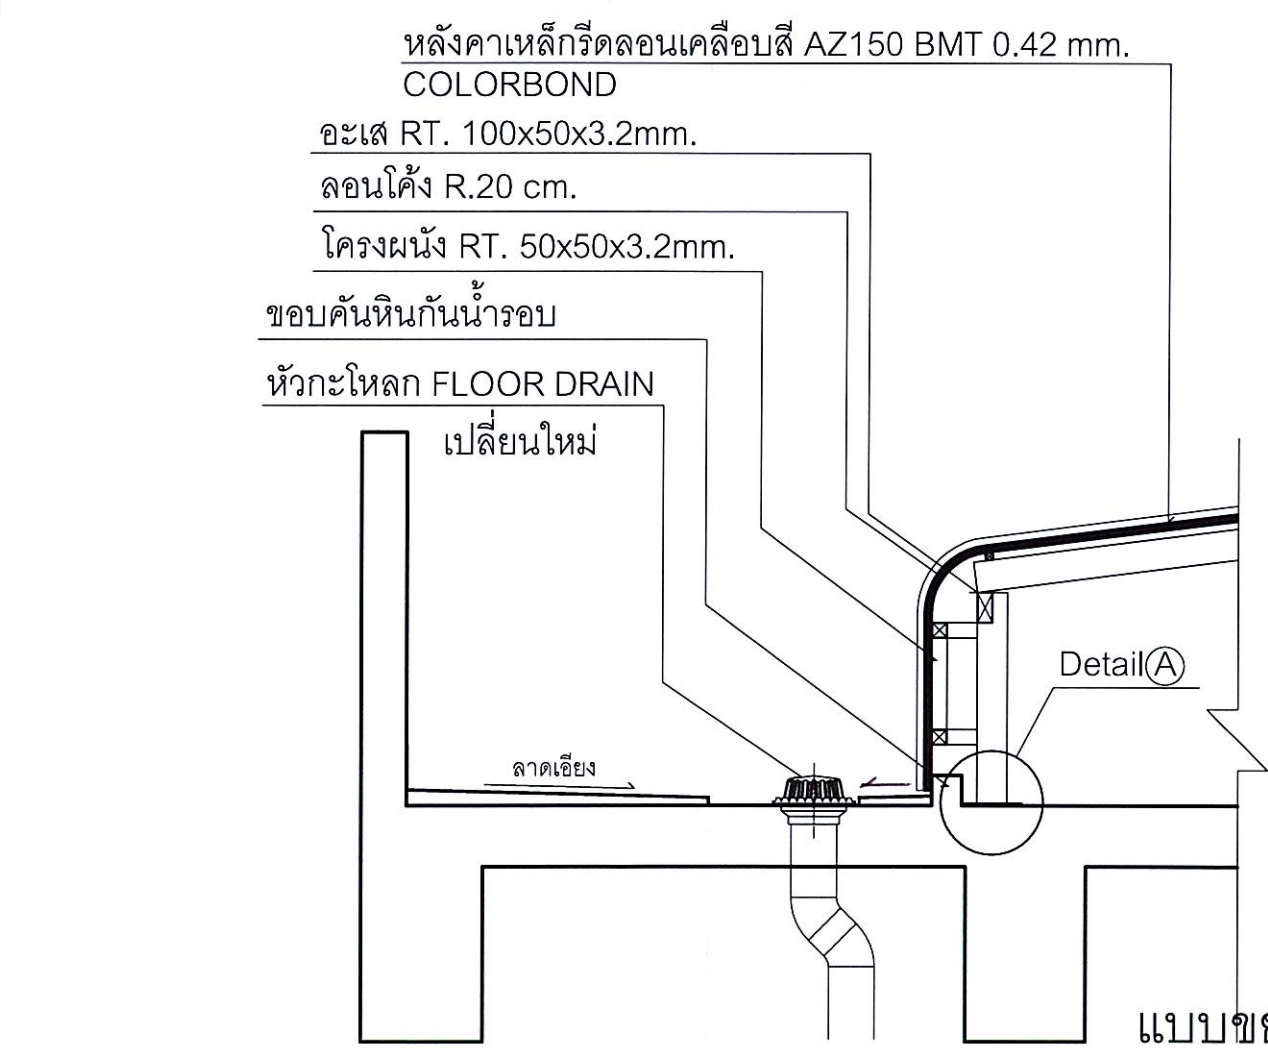 หลังคาเหล็กรีดลอนเคลือบสี AZ150 BMT 0.42 mm.
COLORBOND
อะเส RT. 100x50x3.2mm.
ลอนโค้ง R.20 cm.
โครงผนัง RT. 50x50x3.2mm.
ขอบคันหินกันน้ำรอบ
หัวกะโหลก FLOOR DRAIN
เปลี่ยนใหม่
Detail A
ลาดเอียง